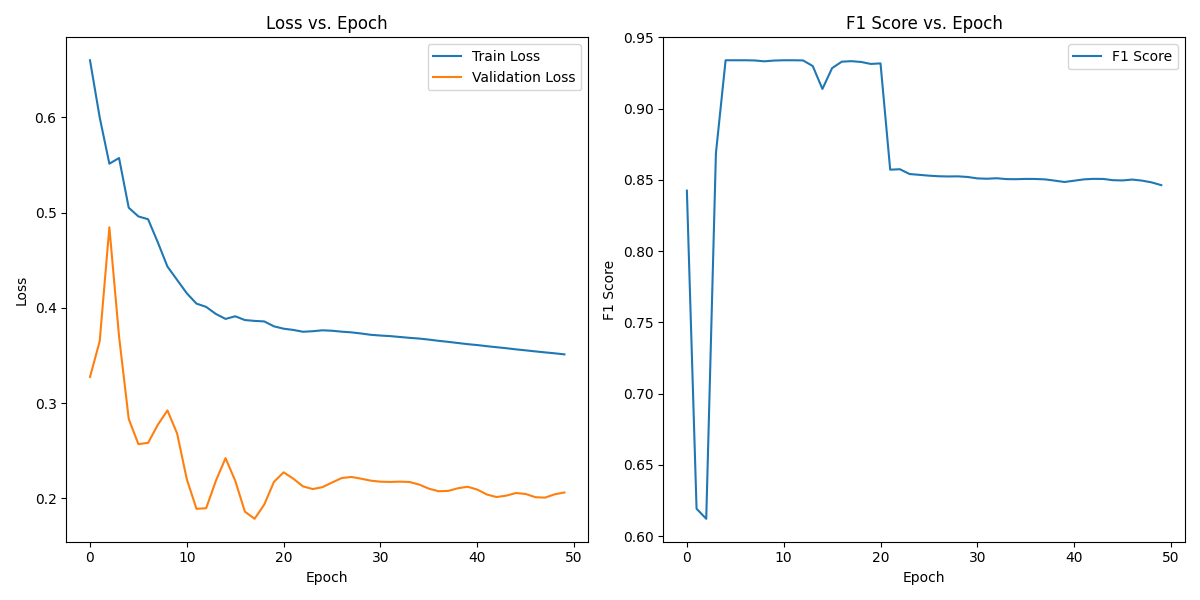 Loss vs. Epoch
Train Loss
Validation Loss
Loss
0.6
0.5
0.4
0.3
0.2
0 10 20 30 40 50
Epoch
F1 Score vs. Epoch
F1 Score
F1 Score
0.95
0.90
0.85
0.80
0.75
0.70
0.65
0.60
0 10 20 30 40 50
Epoch